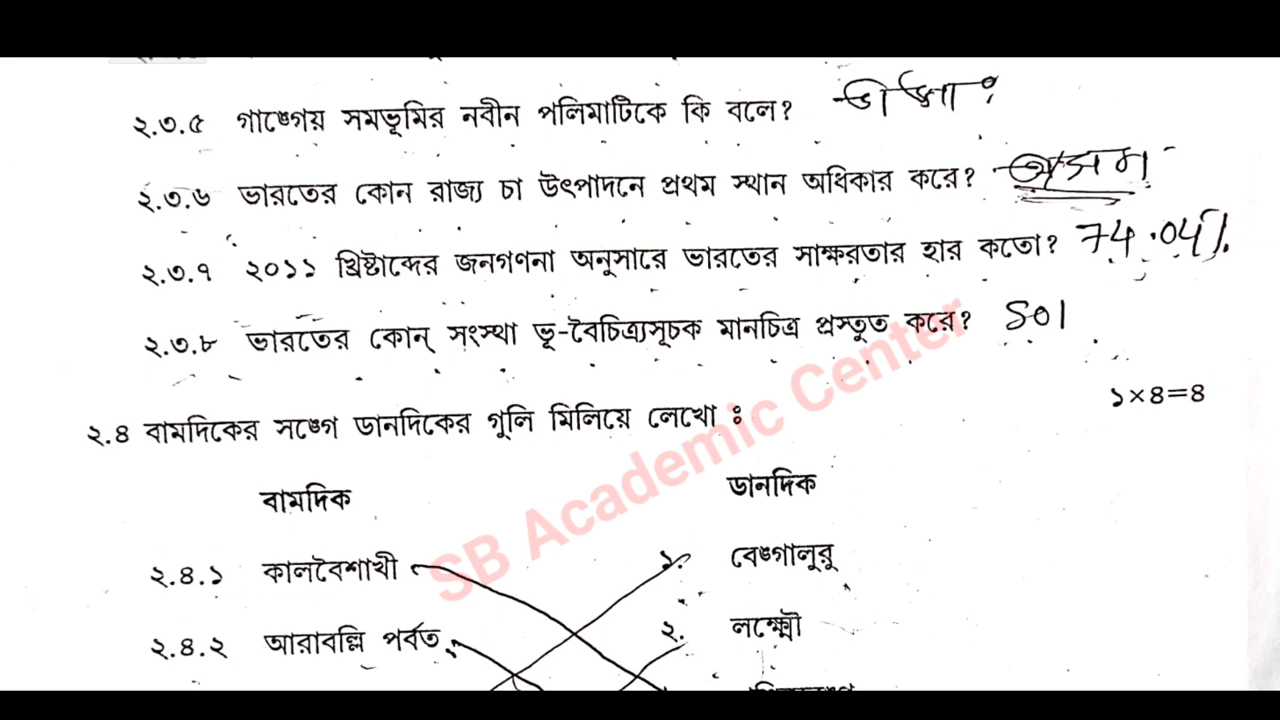 ২.৩.৫ গাঙ্গেয় সমভূমির নবীন পলিমাটিকে কি বলে?
২.৩.৬ ভারতের কোন রাজ্য চা উৎপাদনে প্রথম স্থান অধিকার করে? অসম
২.৩.৭ ২০১১ খ্রিষ্টাব্দের জনগণনা অনুসারে ভারতের সাক্ষরতার হার কতো? 74.04%
২.৩.৮ ভারতের কোন্ সংস্থা ভূ-বৈচিত্র্যসূচক মানচিত্র প্রস্তুত করে? SOI
২.৪ বামদিকের সঙ্গে ডানদিকের গুলি মিলিয়ে লেখো ঃ ১×৪=৪
বামদিক ডানদিক
২.৪.১ কালবৈশাখী ১. বেঙ্গালুরু
২.৪.২ আরাবল্লি পর্বত ২. লক্ষ্ণৌ
SB Academic Center